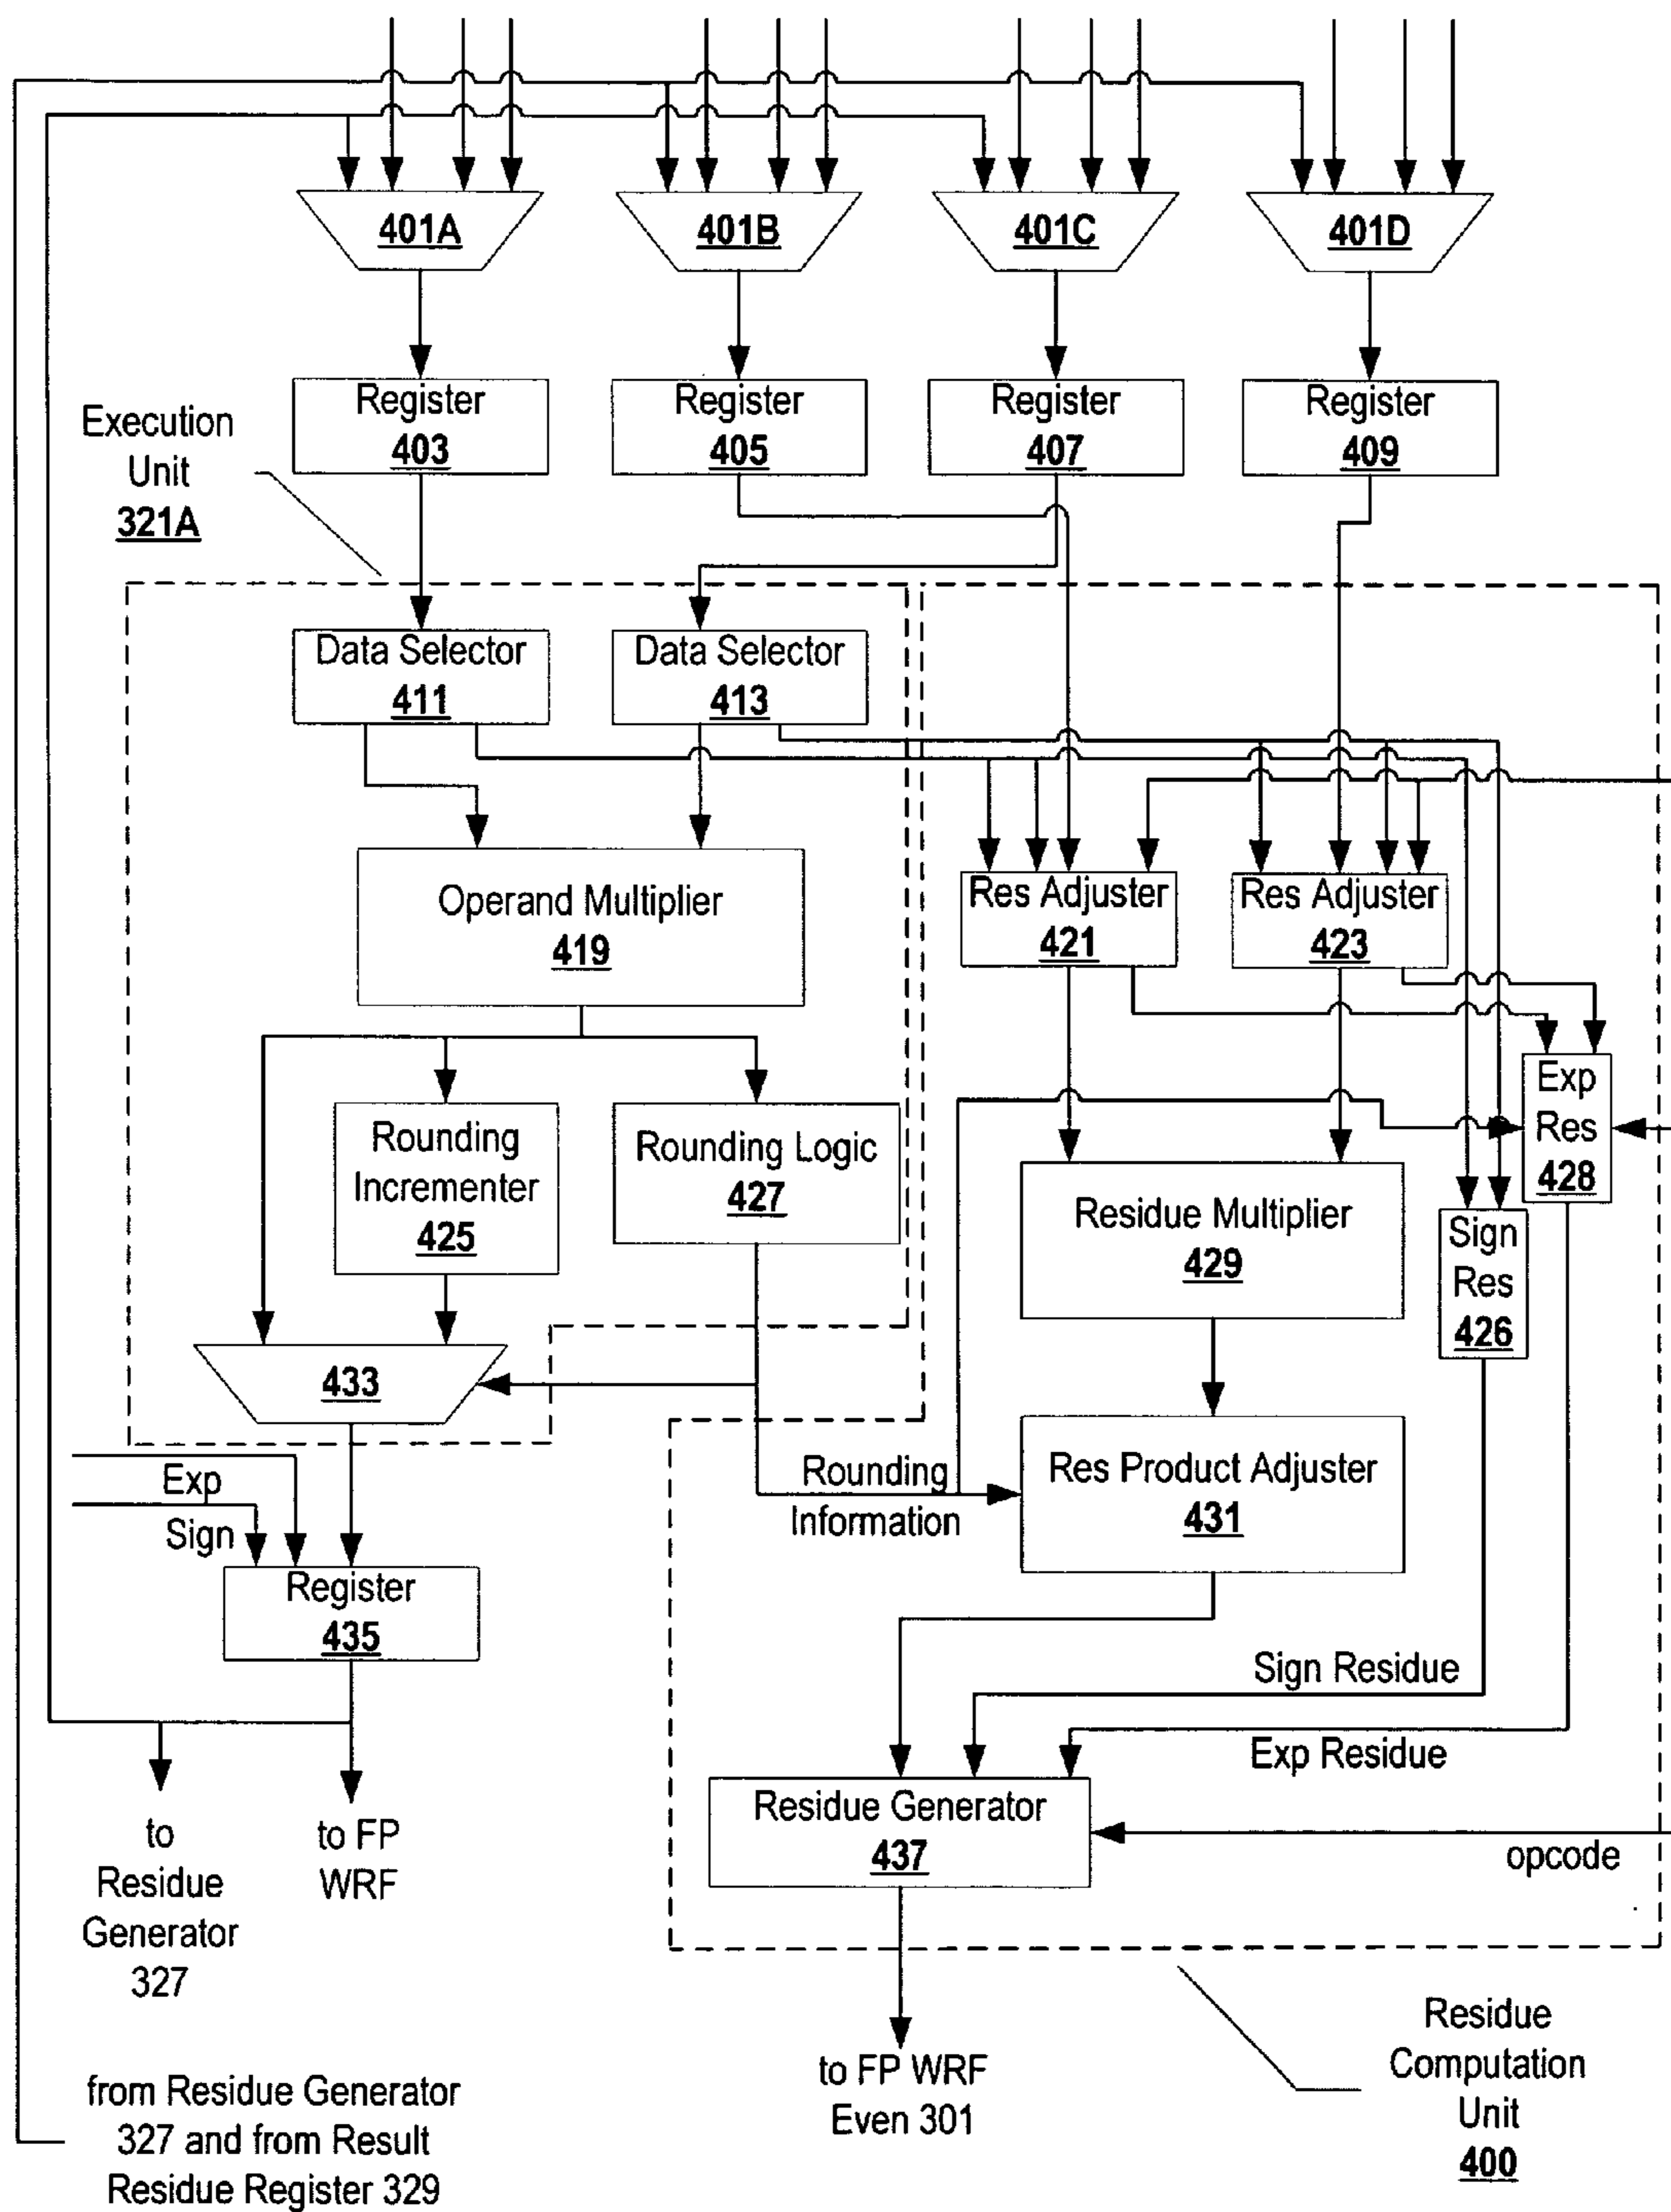 401A
401B
401C
401D
Register
403
Register
405
Register
407
Register
409
Execution
Unit
321A
Data Selector
411
Data Selector
413
Operand Multiplier
419
Res Adjuster
421
Res Adjuster
423
Rounding
Incrementer
425
Rounding Logic
427
Exp
Res
428
Residue Multiplier
429
Sign
Res
426
433
Exp
Sign
Rounding
Information
Res Product Adjuster
431
Register
435
Sign Residue
Exp Residue
Residue Generator
437
opcode
to
Residue
Generator
327
to FP
WRF
to FP WRF
Even 301
Residue
Computation
Unit
400
from Residue Generator
327 and from Result
Residue Register 329